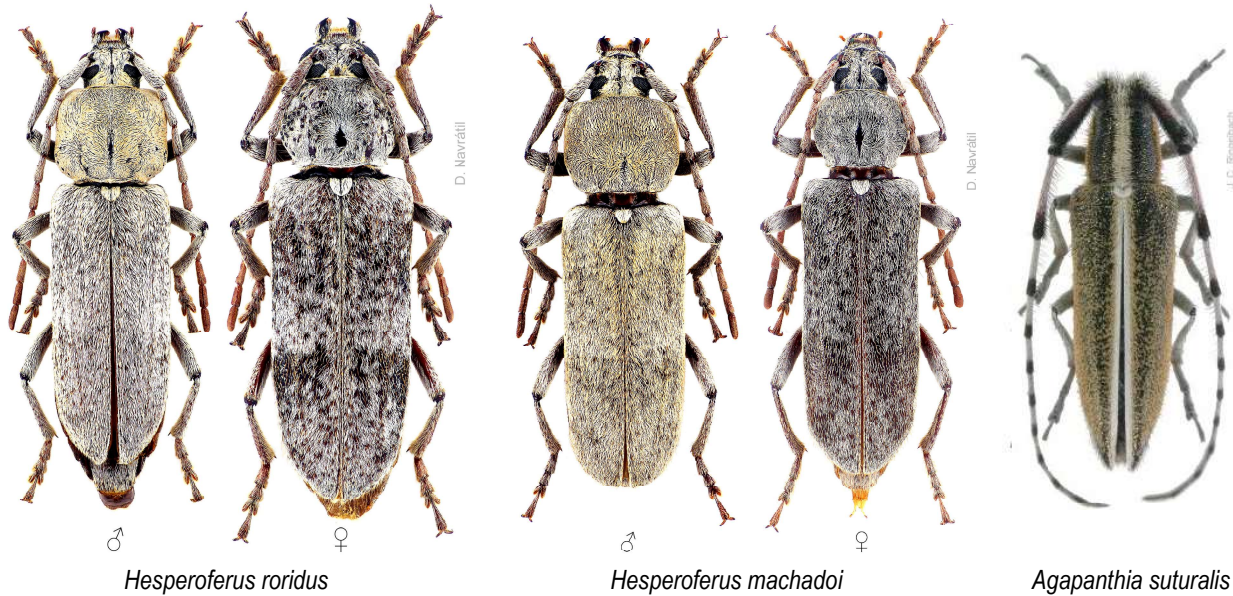 D. Navrátil
D. Navrátil
♂ ♀ ♂ ♀
Hesperoferus roridus
Hesperoferus machadoi
Agapanthia suturalis